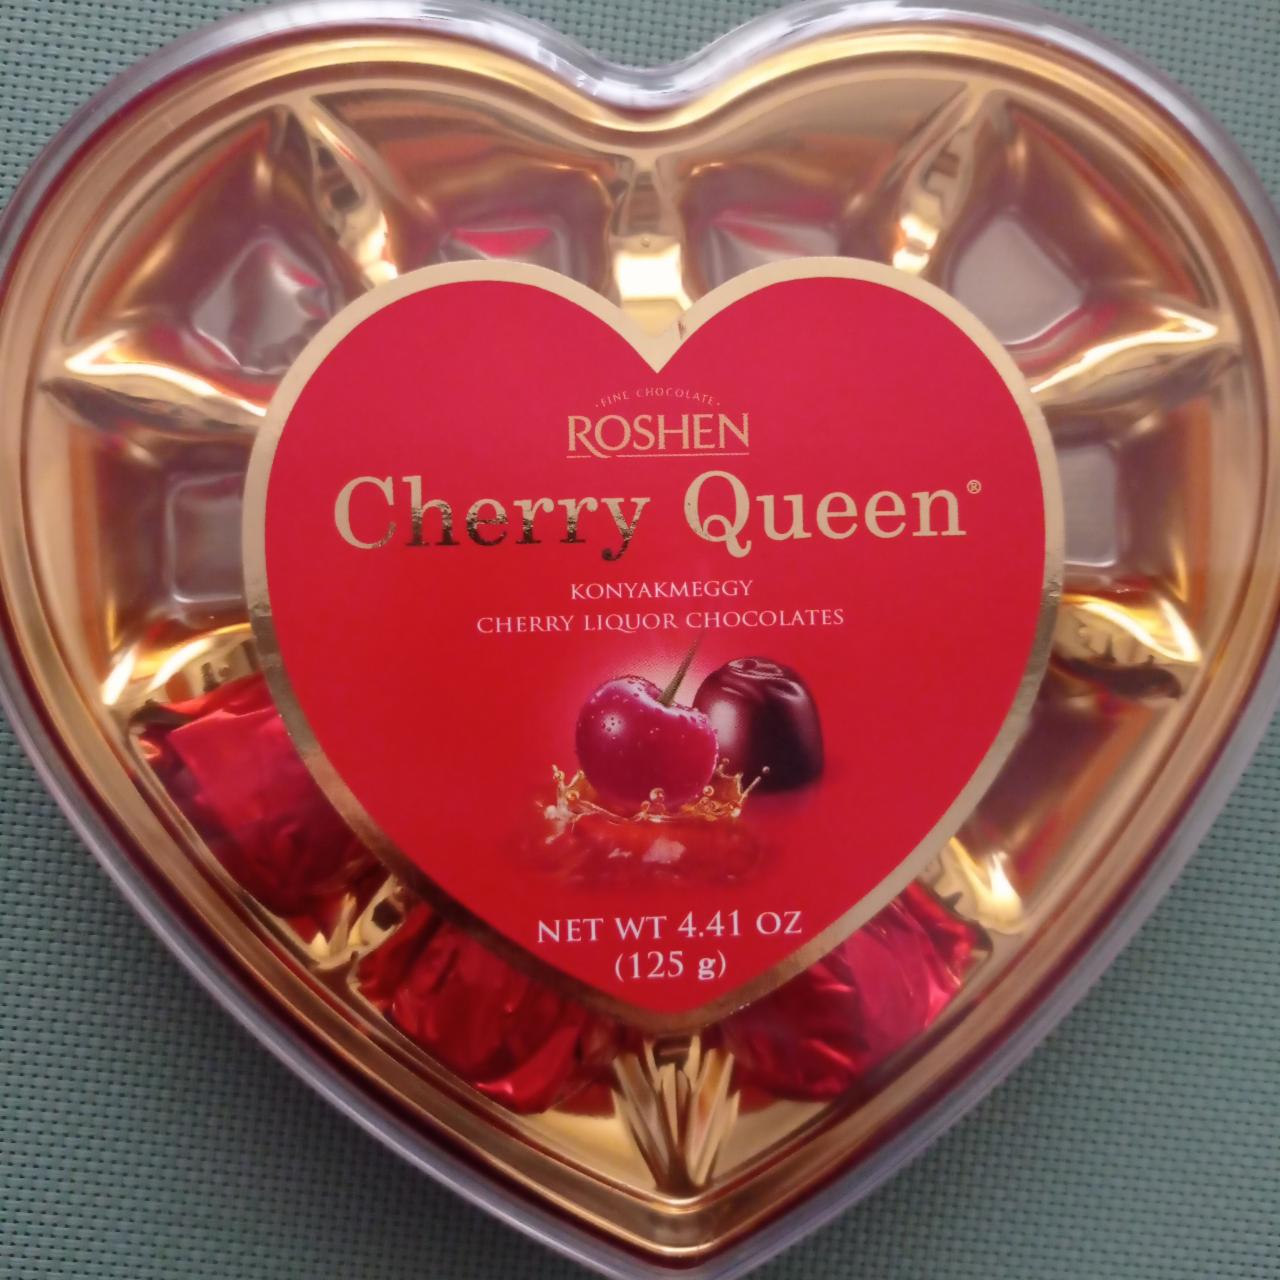 ·FINE CHOCOLATE·
ROSHEN
Cherry Queen®
KONYAKMEGGY
CHERRY LIQUOR CHOCOLATES
NET WT 4.41 OZ
(125 g)